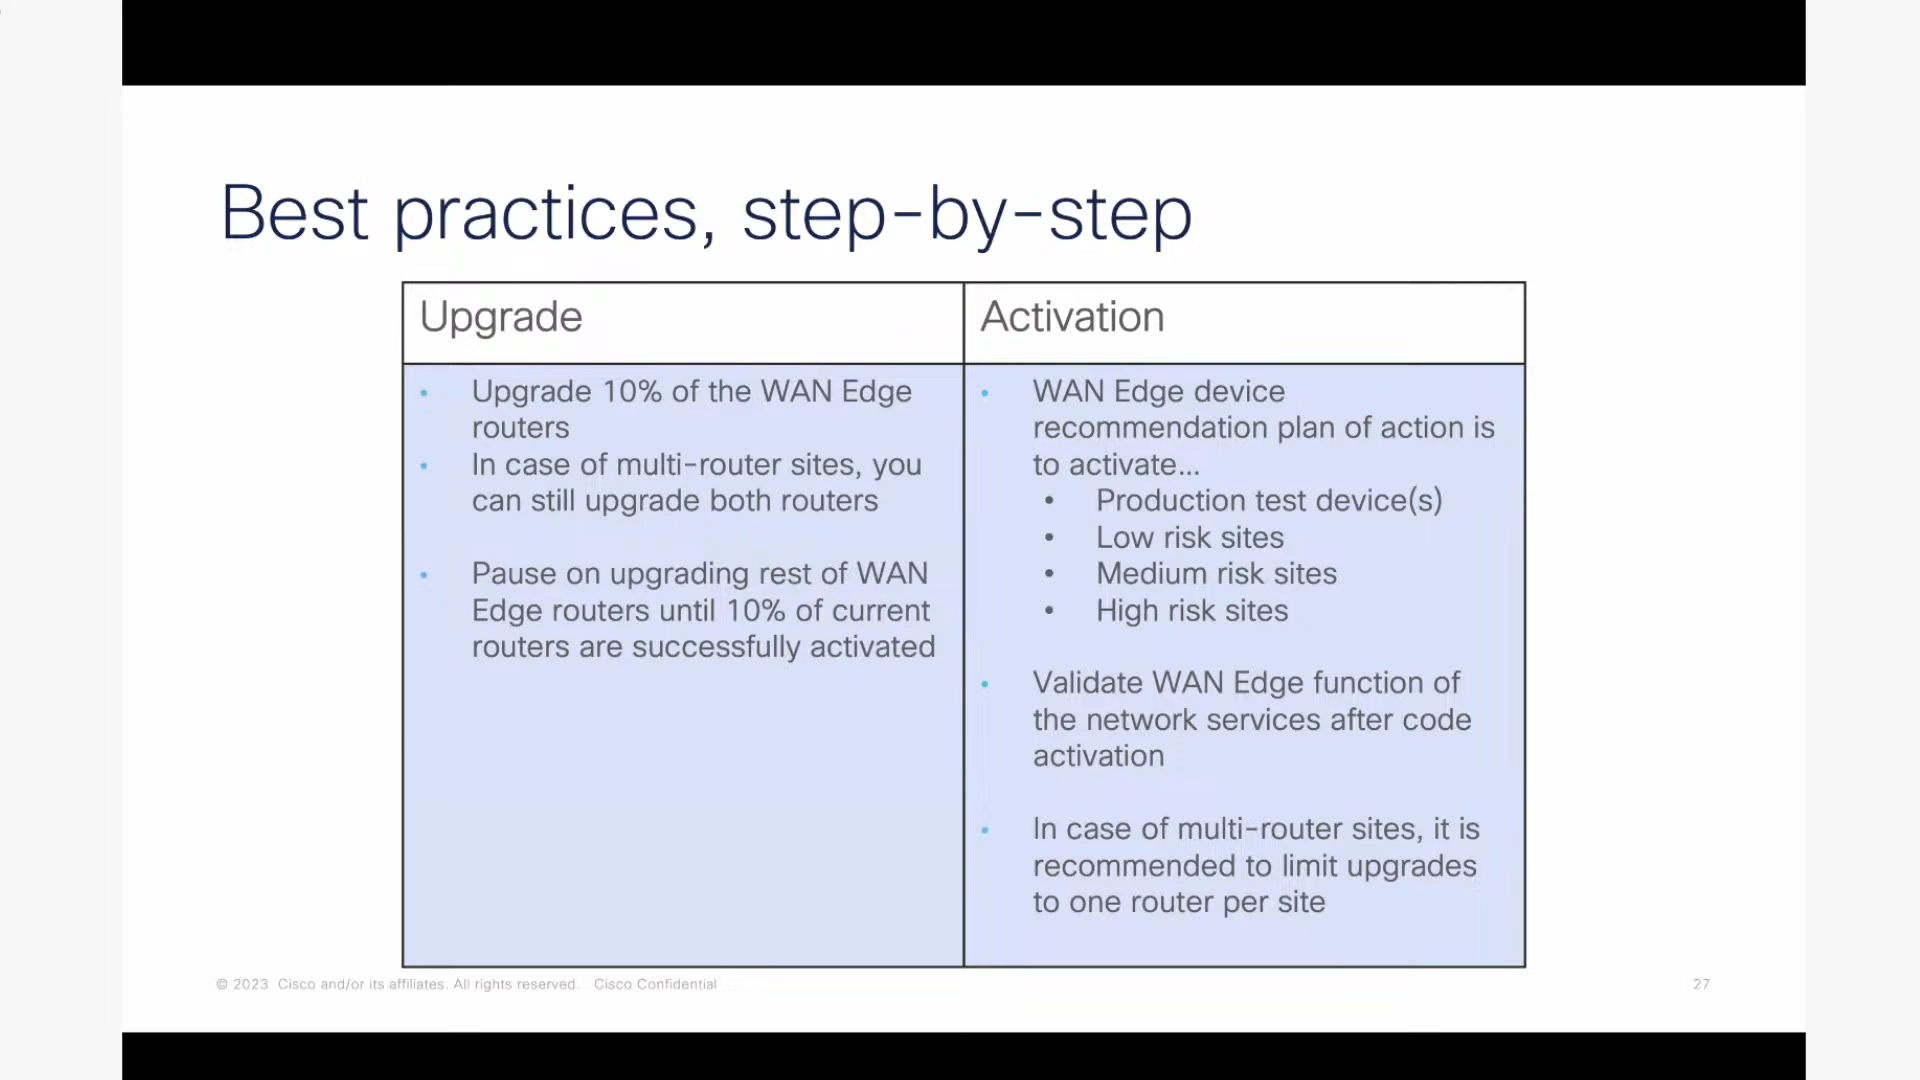 Best practices, step-by-step
Upgrade
• Upgrade 10% of the WAN Edge
routers
• In case of multi-router sites, you
can still upgrade both routers
• Pause on upgrading rest of WAN
Edge routers until 10% of current
routers are successfully activated
Activation
• WAN Edge device
recommendation plan of action is
to activate...
• Production test device(s)
• Low risk sites
• Medium risk sites
• High risk sites
• Validate WAN Edge function of
the network services after code
activation
• In case of multi-router sites, it is
recommended to limit upgrades
to one router per site
© 2023 Cisco and/or its affiliates. All rights reserved. Cisco Confidential
27